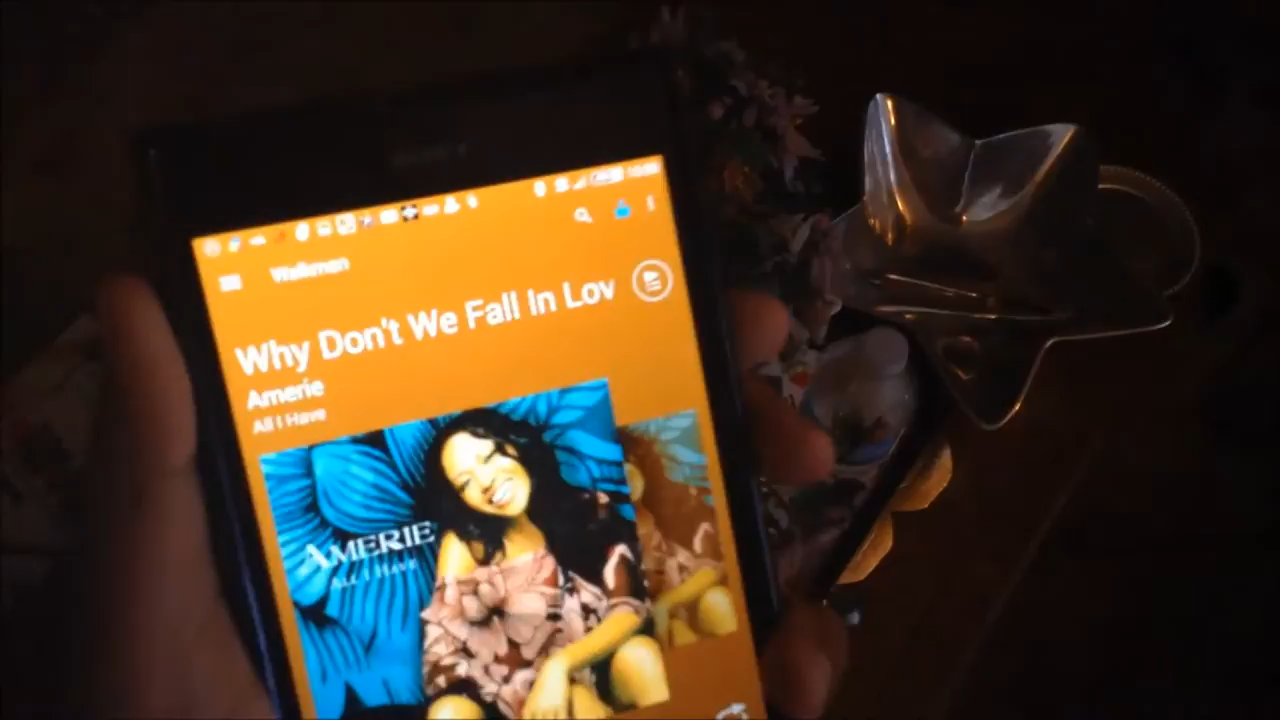 Walkman
Why Don't We Fall In Lov
Amerie
All I Have
AMERIE
ALL I HAVE